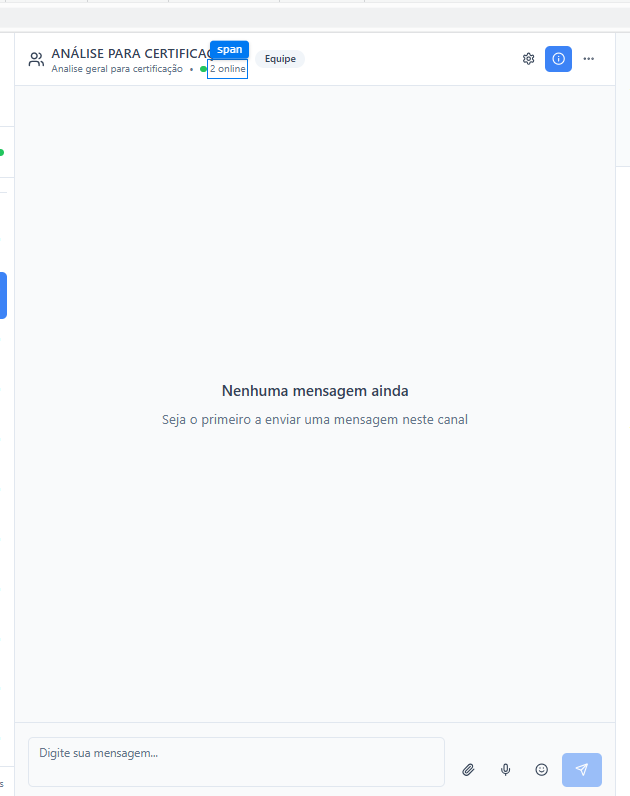 ANÁLISE PARA CERTIFICAÇ
span
Equipe
Analise geral para certificação • 2 online
Nenhuma mensagem ainda
Seja o primeiro a enviar uma mensagem neste canal
Digite sua mensagem...
s